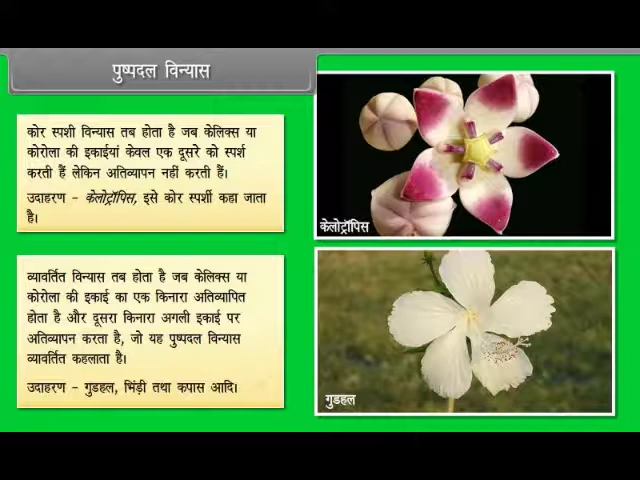 पुष्पदल विन्यास
कोर स्पशी विन्यास तब होता है जब केलिक्स या
कोरोला की इकाईयां केवल एक दूसरे को स्पर्श
करती हैं लेकिन अतिव्यापन नहीं करती हैं।
उदाहरण – केलोट्रॉपिस, इसे कोर स्पर्शी कहा जाता
है।
केलोट्रॉपिस
व्यावर्तित विन्यास तब होता है जब केलिक्स या
कोरोला की इकाई का एक किनारा अतिव्यापित
होता है और दूसरा किनारा अगली इकाई पर
अतिव्यापन करता है, जो यह पुष्पदल विन्यास
व्यावर्तित कहलाता है।
उदाहरण – गुडहल, भिंड़ी तथा कपास आदि।
गुडहल